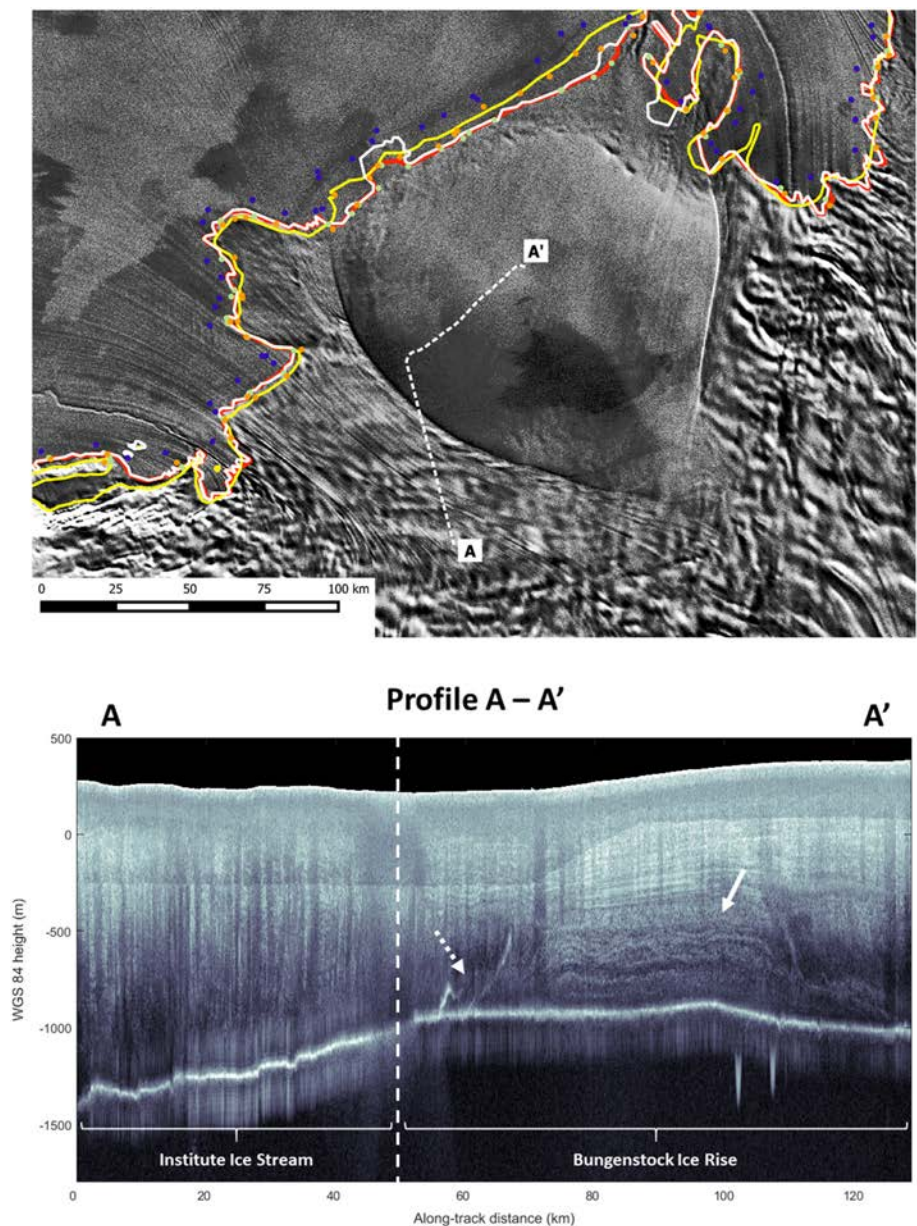 A'
A
0 25 50 75 100 km
Profile A – A’
A A’
500
0
-500
-1000
-1500
WGS 84 height (m)
Institute Ice Stream Bungenstock Ice Rise
0 20 40 60 80 100 120
Along-track distance (km)